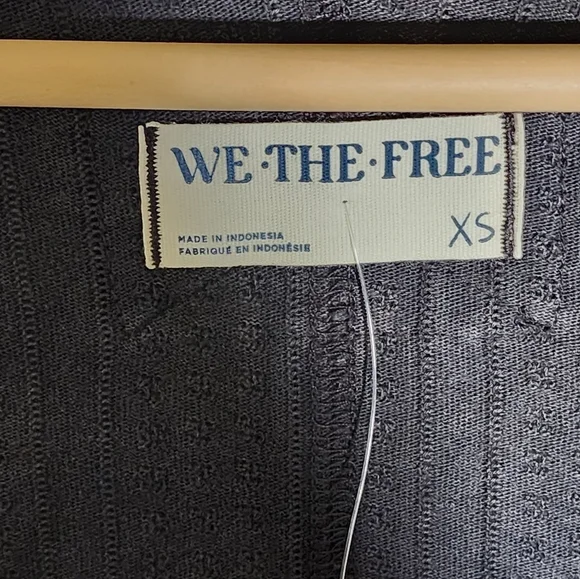 WE·THE·FREE
MADE IN INDONESIA
FABRIQUÉ EN INDONÉSIE
XS